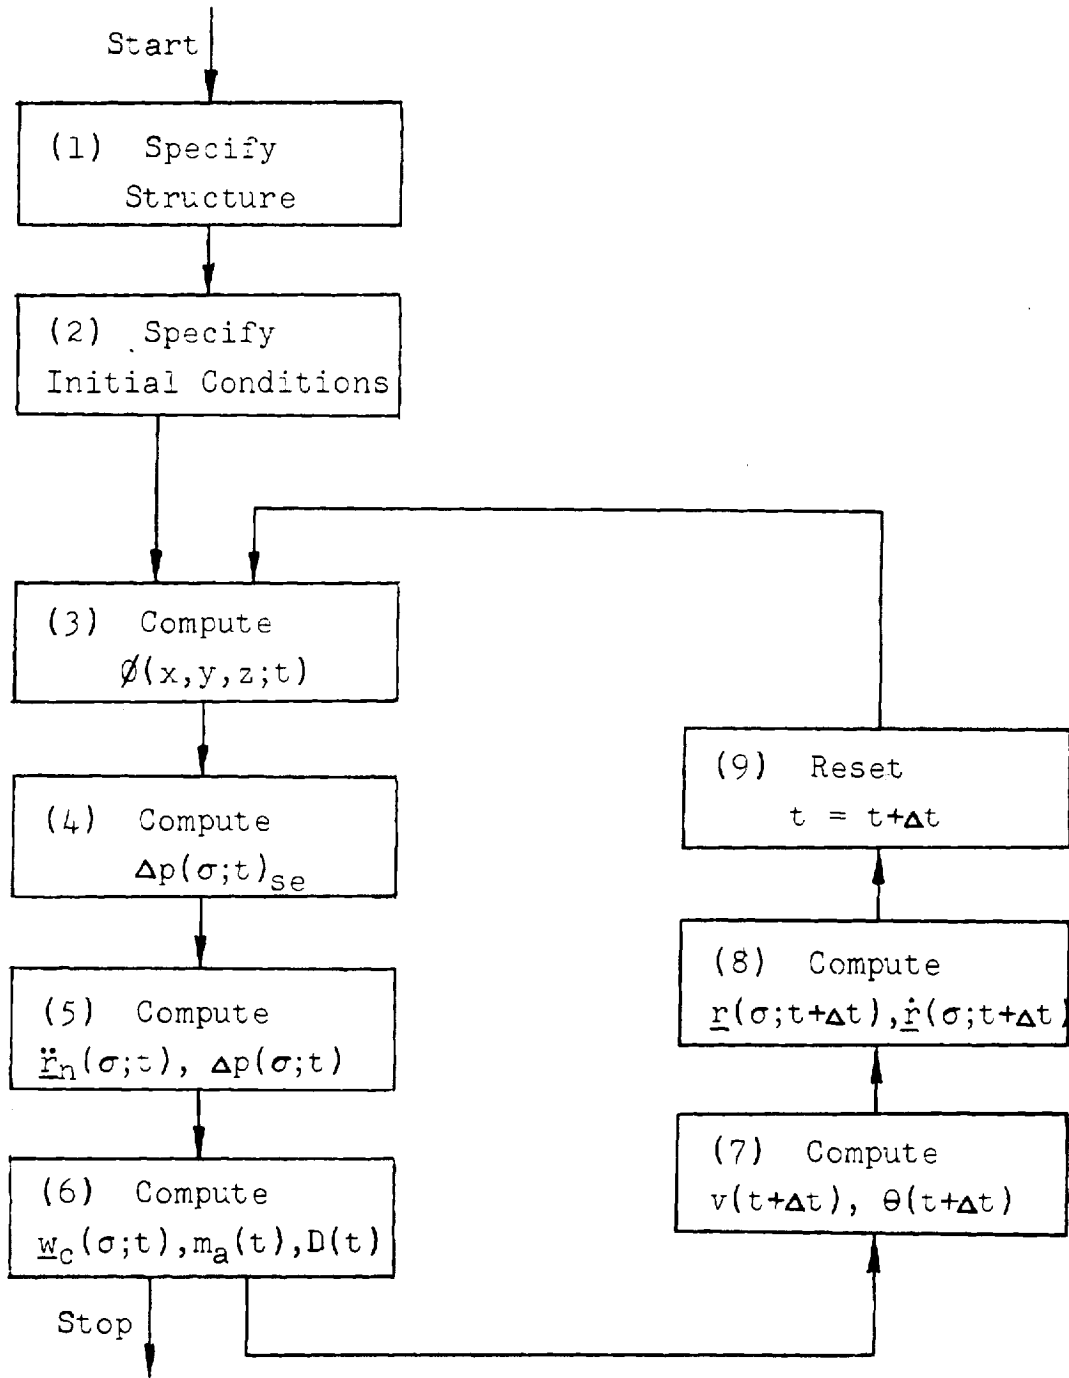 Start
(1) Specify
Structure
(2) Specify
Initial Conditions
(3) Compute
Ø(x,y,z;t)
(4) Compute
Δp(σ;t)se
(5) Compute
r̈n(σ;t), Δp(σ;t)
(6) Compute
wc(σ;t),ma(t),D(t)
Stop
(7) Compute
v(t+Δt), θ(t+Δt)
(8) Compute
r(σ;t+Δt),ṙ(σ;t+Δt)
(9) Reset
t = t+Δt